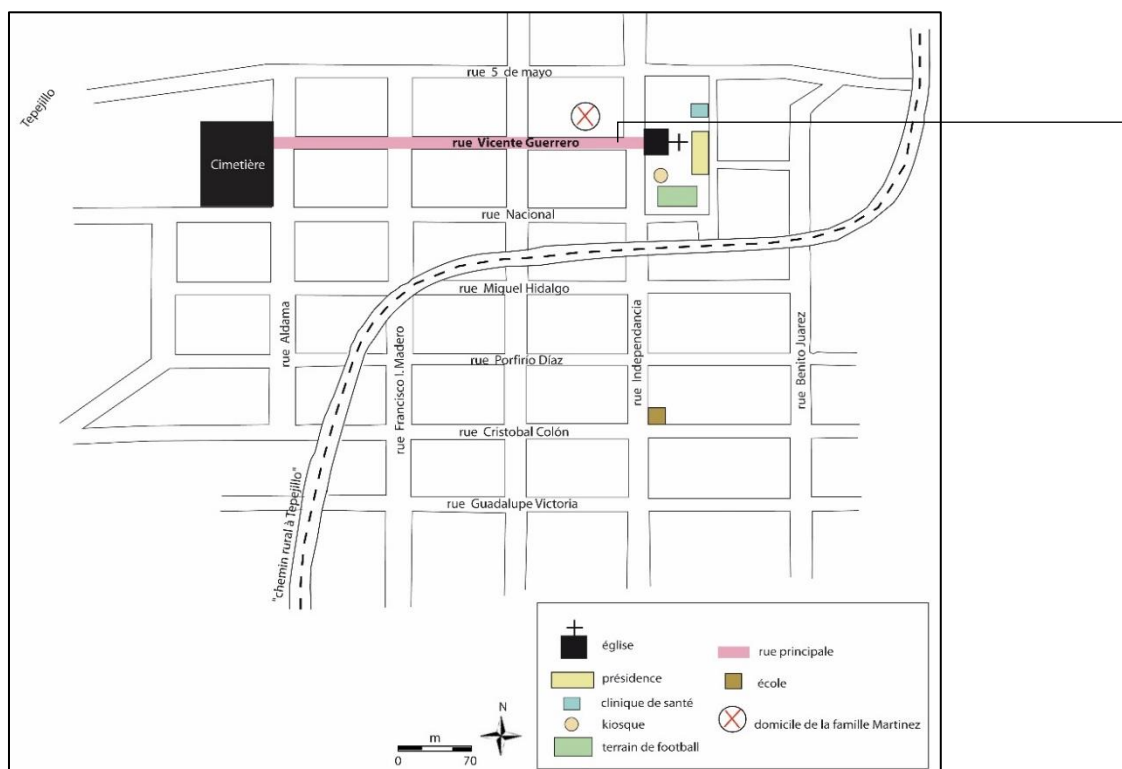 rue 5 de mayo
Tepejillo
Cimetière
rue Vicente Guerrero
rue Nacional
rue Miguel Hidalgo
rue Aldama
rue Francisco I. Madero
rue Independancia
rue Benito Juarez
rue Porfirio Díaz
rue Cristobal Colón
"chemin rural à Tepejillo"
rue Guadalupe Victoria
église
rue principale
présidence
école
clinique de santé
kiosque
domicile de la famille Martinez
terrain de football
N
m
0 70